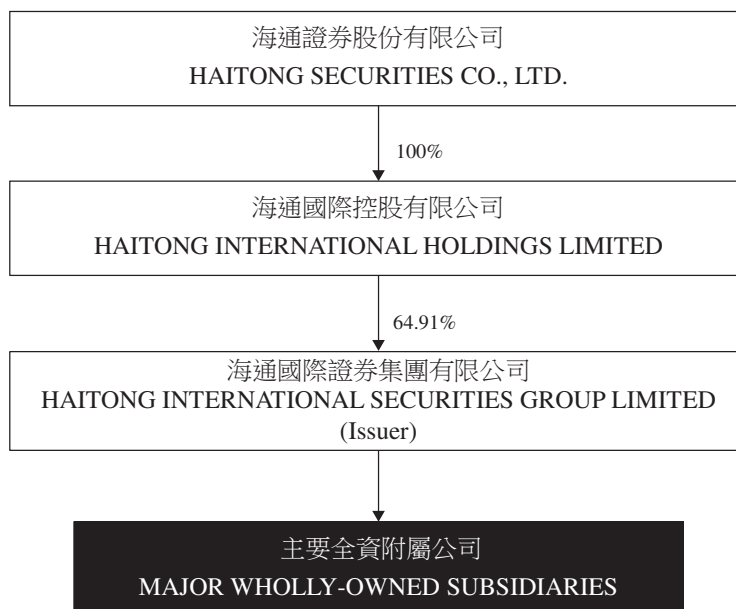 海通證券股份有限公司
HAITONG SECURITIES CO., LTD.
100%
海通國際控股有限公司
HAITONG INTERNATIONAL HOLDINGS LIMITED
64.91%
海通國際證券集團有限公司
HAITONG INTERNATIONAL SECURITIES GROUP LIMITED
(Issuer)
主要全資附屬公司
MAJOR WHOLLY-OWNED SUBSIDIARIES